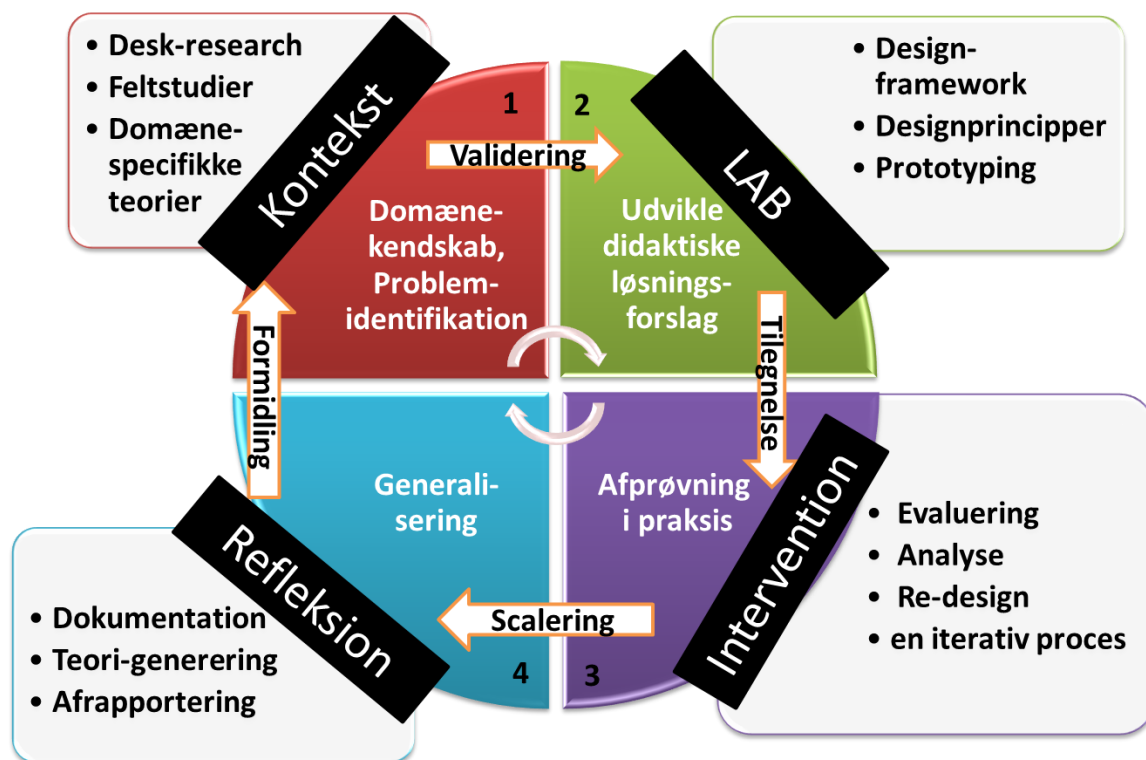 • Desk-research
• Feltstudier
• Domæne-
specifikke
teorier
Kontekst
1
Domæne-
kendskab,
Problem-
identifikation
Validering
2
Udvikle
didaktiske
løsnings-
forslag
LAB
• Design-
framework
• Designprincipper
• Prototyping
Tilegnelse
Afprøvning
i praksis
3
Intervention
• Evaluering
• Analyse
• Re-design
• en iterativ proces
Scalering
Generali-
sering
4
Refleksion
• Dokumentation
• Teori-generering
• Afrapportering
Formidling